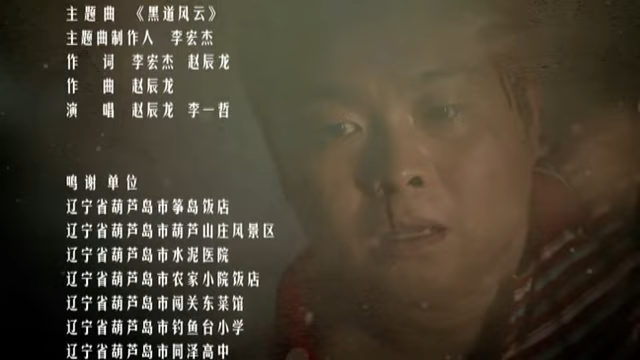 主题曲 《黑道风云》
主题曲制作人 李宏杰
作 词 李宏杰 赵辰龙
作 曲 赵辰龙
演 唱 赵辰龙 李一哲
鸣谢单位
辽宁省葫芦岛市筝岛饭店
辽宁省葫芦岛市葫芦山庄风景区
辽宁省葫芦岛市水泥医院
辽宁省葫芦岛市农家小院饭店
辽宁省葫芦岛市闯关东菜馆
辽宁省葫芦岛市钓鱼台小学
辽宁省葫芦岛市同泽高中